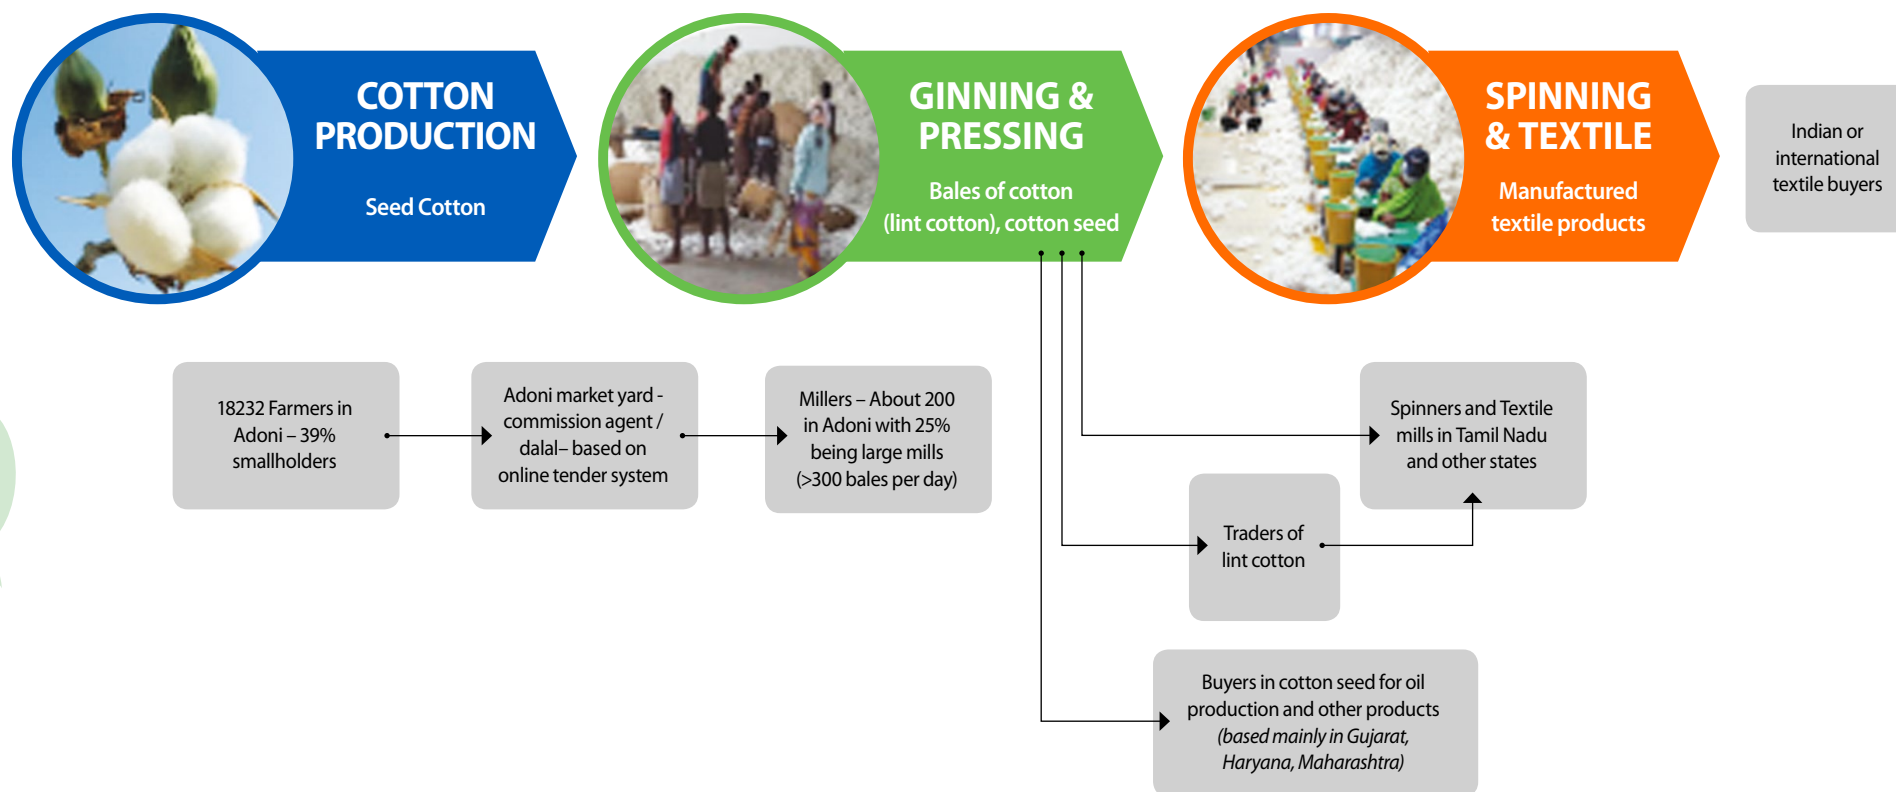 COTTON
PRODUCTION
Seed Cotton
GINNING &
PRESSING
Bales of cotton
(lint cotton), cotton seed
SPINNING
& TEXTILE
Manufactured
textile products
Indian or
international
textile buyers
18232 Farmers in
Adoni – 39%
smallholders
Adoni market yard -
commission agent /
dalal– based on
online tender system
Millers – About 200
in Adoni with 25%
being large mills
(>300 bales per day)
Spinners and Textile
mills in Tamil Nadu
and other states
Traders of
lint cotton
Buyers in cotton seed for oil
production and other products
(based mainly in Gujarat,
Haryana, Maharashtra)